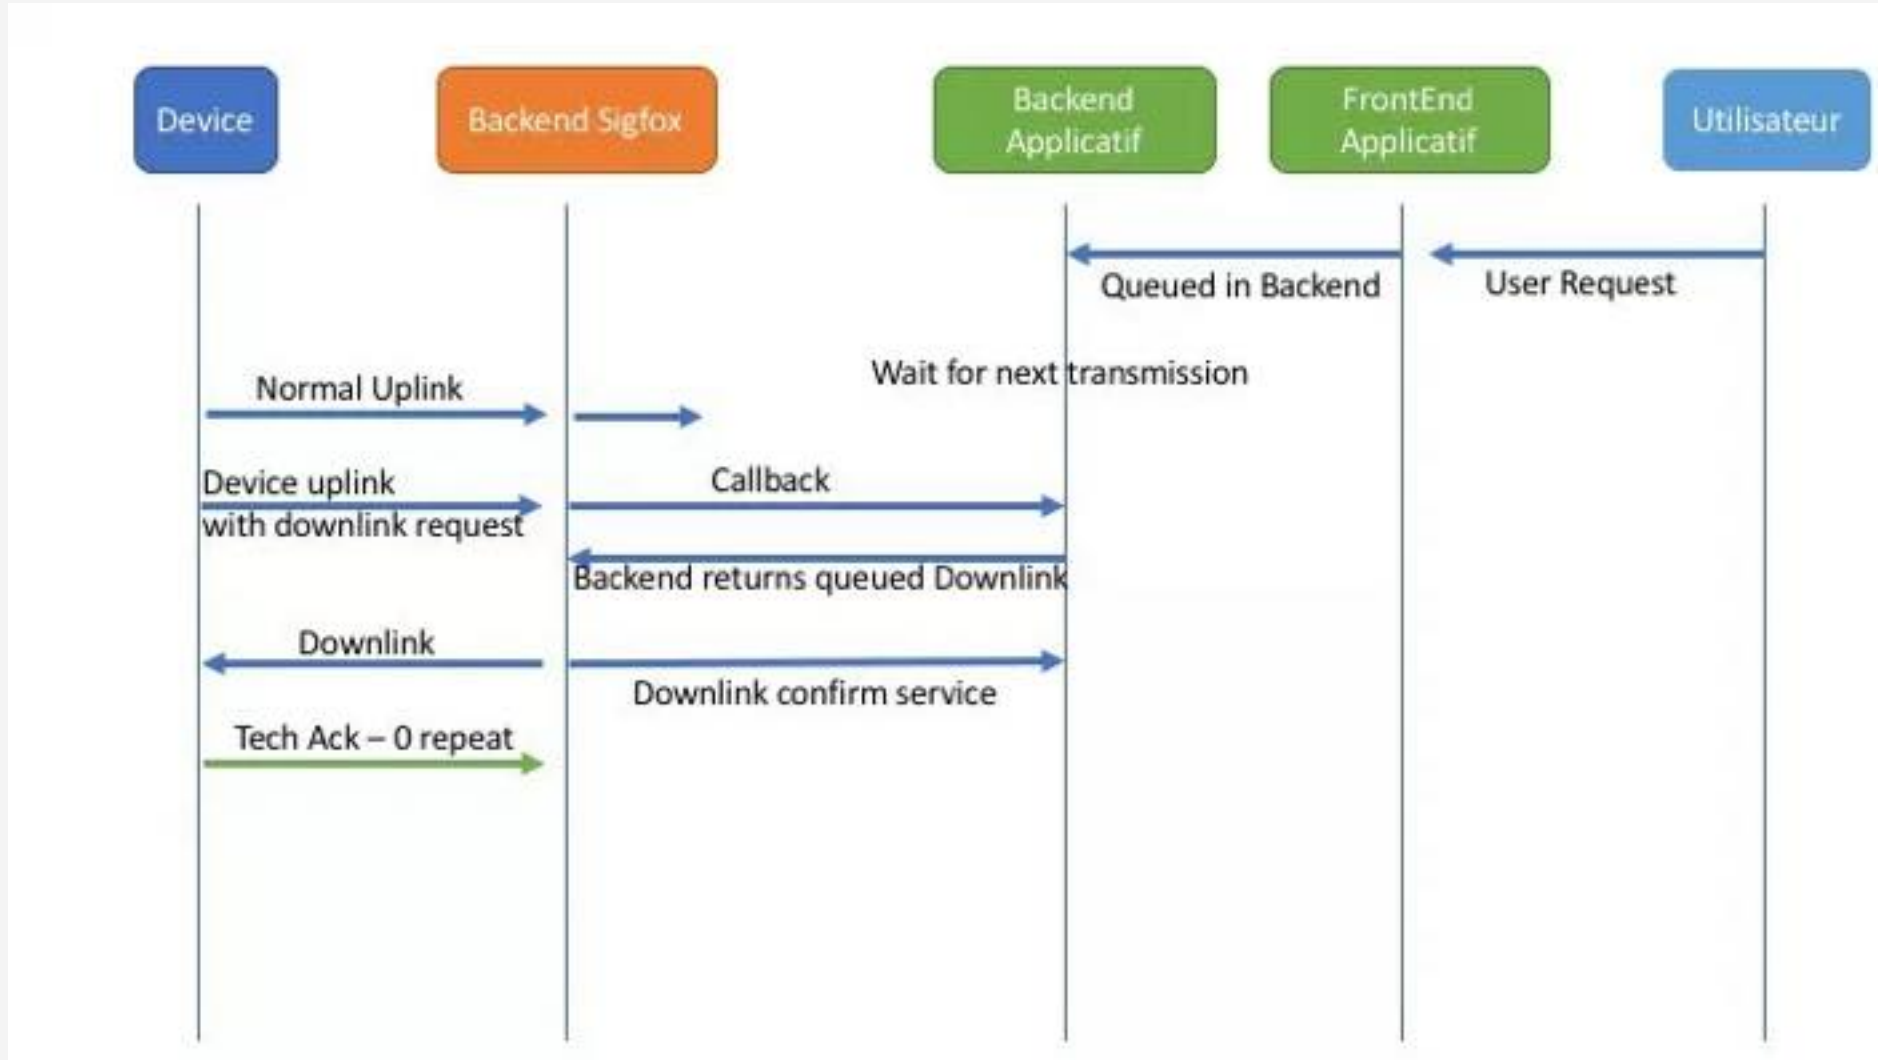 Device
Backend Sigfox
Backend
Applicatif
FrontEnd
Applicatif
Utilisateur
Queued in Backend
User Request
Wait for next transmission
Normal Uplink
Device uplink
with downlink request
Callback
Backend returns queued Downlink
Downlink
Downlink confirm service
Tech Ack – 0 repeat